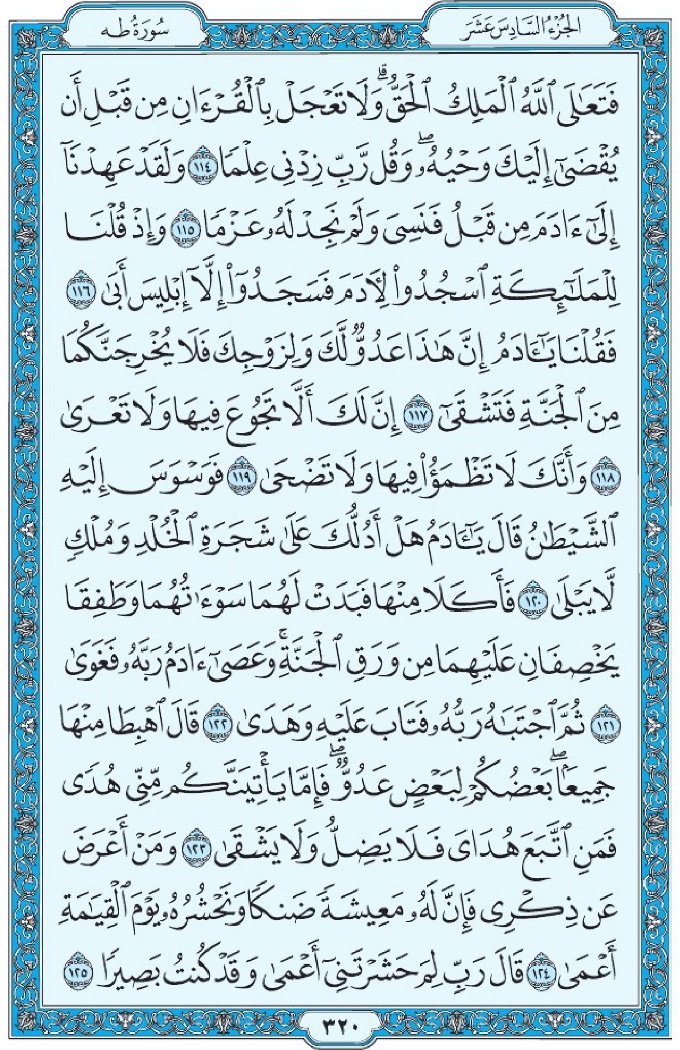 الجزء السادس عشر
سورة طه
فَتَعَٰلَى ٱللَّهُ ٱلْمَلِكُ ٱلْحَقُّ ۗ وَلَا تَعْجَلْ بِٱلْقُرْءَانِ مِن قَبْلِ أَن
يُقْضَىٰٓ إِلَيْكَ وَحْيُهُۥ ۖ وَقُل رَّبِّ زِدْنِى عِلْمًا ١١٤ وَلَقَدْ عَهِدْنَآ
إِلَىٰٓ ءَادَمَ مِن قَبْلُ فَنَسِىَ وَلَمْ نَجِدْ لَهُۥ عَزْمًا ١١٥ وَإِذْ قُلْنَا
لِلْمَلَٰٓئِكَةِ ٱسْجُدُوا۟ لِءَادَمَ فَسَجَدُوٓا۟ إِلَّآ إِبْلِيسَ أَبَىٰ ١١٦
فَقُلْنَا يَٰٓـَٔادَمُ إِنَّ هَٰذَا عَدُوٌّ لَّكَ وَلِزَوْجِكَ فَلَا يُخْرِجَنَّكُمَا
مِنَ ٱلْجَنَّةِ فَتَشْقَىٰٓ ١١٧ إِنَّ لَكَ أَلَّا تَجُوعَ فِيهَا وَلَا تَعْرَىٰ
١١٨ وَأَنَّكَ لَا تَظْمَؤُا۟ فِيهَا وَلَا تَضْحَىٰ ١١٩ فَوَسْوَسَ إِلَيْهِ
ٱلشَّيْطَٰنُ قَالَ يَٰٓـَٔادَمُ هَلْ أَدُلُّكَ عَلَىٰ شَجَرَةِ ٱلْخُلْدِ وَمُلْكٍ
لَّا يَبْلَىٰ ١٢٠ فَأَكَلَا مِنْهَا فَبَدَتْ لَهُمَا سَوْءَٰتُهُمَا وَطَفِقَا
يَخْصِفَانِ عَلَيْهِمَا مِن وَرَقِ ٱلْجَنَّةِ ۚ وَعَصَىٰٓ ءَادَمُ رَبَّهُۥ فَغَوَىٰ
١٢١ ثُمَّ ٱجْتَبَٰهُ رَبُّهُۥ فَتَابَ عَلَيْهِ وَهَدَىٰ ١٢٢ قَالَ ٱهْبِطَا مِنْهَا
جَمِيعًۢا ۖ بَعْضُكُمْ لِبَعْضٍ عَدُوٌّ ۖ فَإِمَّا يَأْتِيَنَّكُم مِّنِّى هُدًى
فَمَنِ ٱتَّبَعَ هُدَاىَ فَلَا يَضِلُّ وَلَا يَشْقَىٰ ١٢٣ وَمَنْ أَعْرَضَ
عَن ذِكْرِى فَإِنَّ لَهُۥ مَعِيشَةً ضَنكًا وَنَحْشُرُهُۥ يَوْمَ ٱلْقِيَٰمَةِ
أَعْمَىٰ ١٢٤ قَالَ رَبِّ لِمَ حَشَرْتَنِىٓ أَعْمَىٰ وَقَدْ كُنتُ بَصِيرًا ١٢٥
٣٢٠